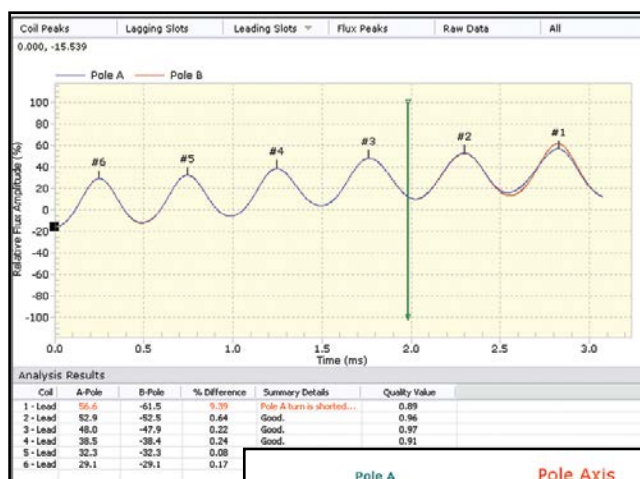 Coil Peaks Lagging Slots Leading Slots Flux Peaks Raw Data All
0.000, -15.539
Pole A Pole B
Relative Flux Amplitude (%)
100
80
60
40
20
0
-20
-40
-60
-80
-100
#6 #5 #4 #3 #2 #1
0.0 0.5 1.0 1.5 2.0 2.5 3.0
Time (ms)
Analysis Results
Coil A-Pole B-Pole % Difference Summary Details Quality Value
1 - Lead 56.6 -61.5 9.39 Pole A turn is shorted... 0.89
2 - Lead 52.9 -52.5 0.64 Good. 0.96
3 - Lead 48.0 -47.9 0.22 Good. 0.97
4 - Lead 38.5 -38.4 0.24 Good. 0.91
5 - Lead 32.3 -32.3 0.08
6 - Lead 29.1 -29.1 0.17
Pole A Pole Axis